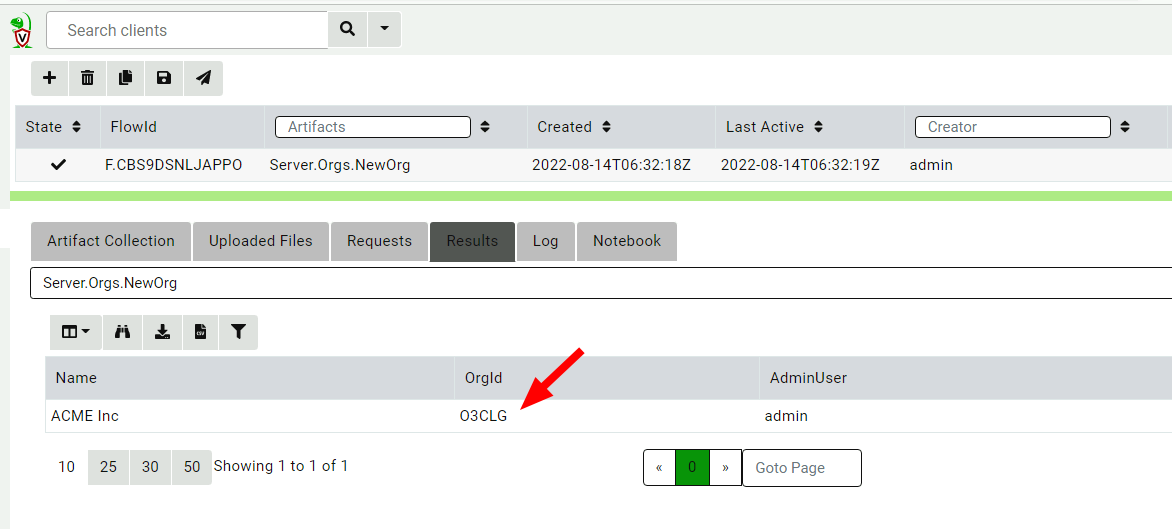 Search clients
State FlowId Artifacts Created Last Active Creator
F.CBS9DSNLJAPPO Server.Orgs.NewOrg 2022-08-14T06:32:18Z 2022-08-14T06:32:19Z admin
Artifact Collection Uploaded Files Requests Results Log Notebook
Server.Orgs.NewOrg
CSV
Name OrgId AdminUser
ACME Inc O3CLG admin
10 25 30 50 Showing 1 to 1 of 1 « 0 » Goto Page